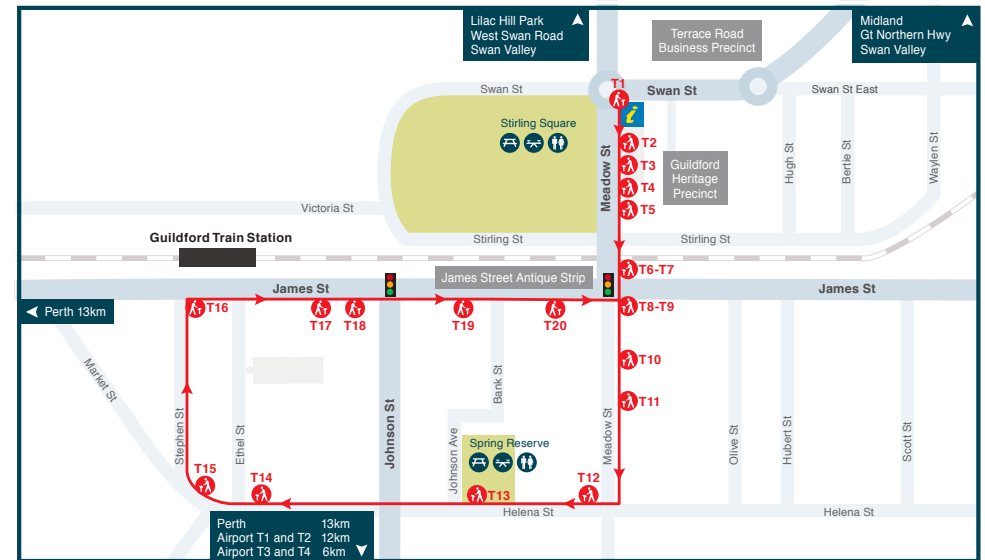 Lilac Hill Park
West Swan Road
Swan Valley
Terrace Road
Business Precinct
Midland
Gt Northern Hwy
Swan Valley
Swan St
T1
Swan St
Swan St East
i
Stirling Square
T2
T3
T4
T5
Meadow St
Guildford
Heritage
Precinct
Hugh St
Bertie St
Waylen St
Victoria St
Guildford Train Station
Stirling St
Stirling St
T6-T7
James Street Antique Strip
James St
James St
Perth 13km
T16
T17
T18
T19
T20
T8-T9
T10
T11
Market St
Stephen St
Ethel St
Johnson St
Bank St
Johnson Ave
Spring Reserve
Meadow St
Olive St
Hubert St
Scott St
T15
T14
T13
T12
Helena St
Helena St
Perth 13km
Airport T1 and T2 12km
Airport T3 and T4 6km